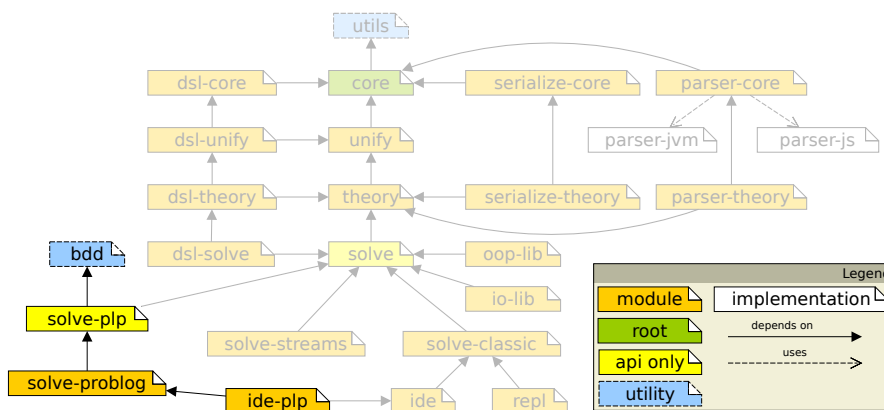 utils
dsl-core
core
serialize-core
parser-core
dsl-unify
unify
parser-jvm
parser-js
dsl-theory
theory
serialize-theory
parser-theory
bdd
dsl-solve
solve
oop-lib
io-lib
solve-plp
solve-streams
solve-classic
solve-problog
ide-plp
ide
repl
Legen
module
implementation
root
depends on
api only
uses
utility